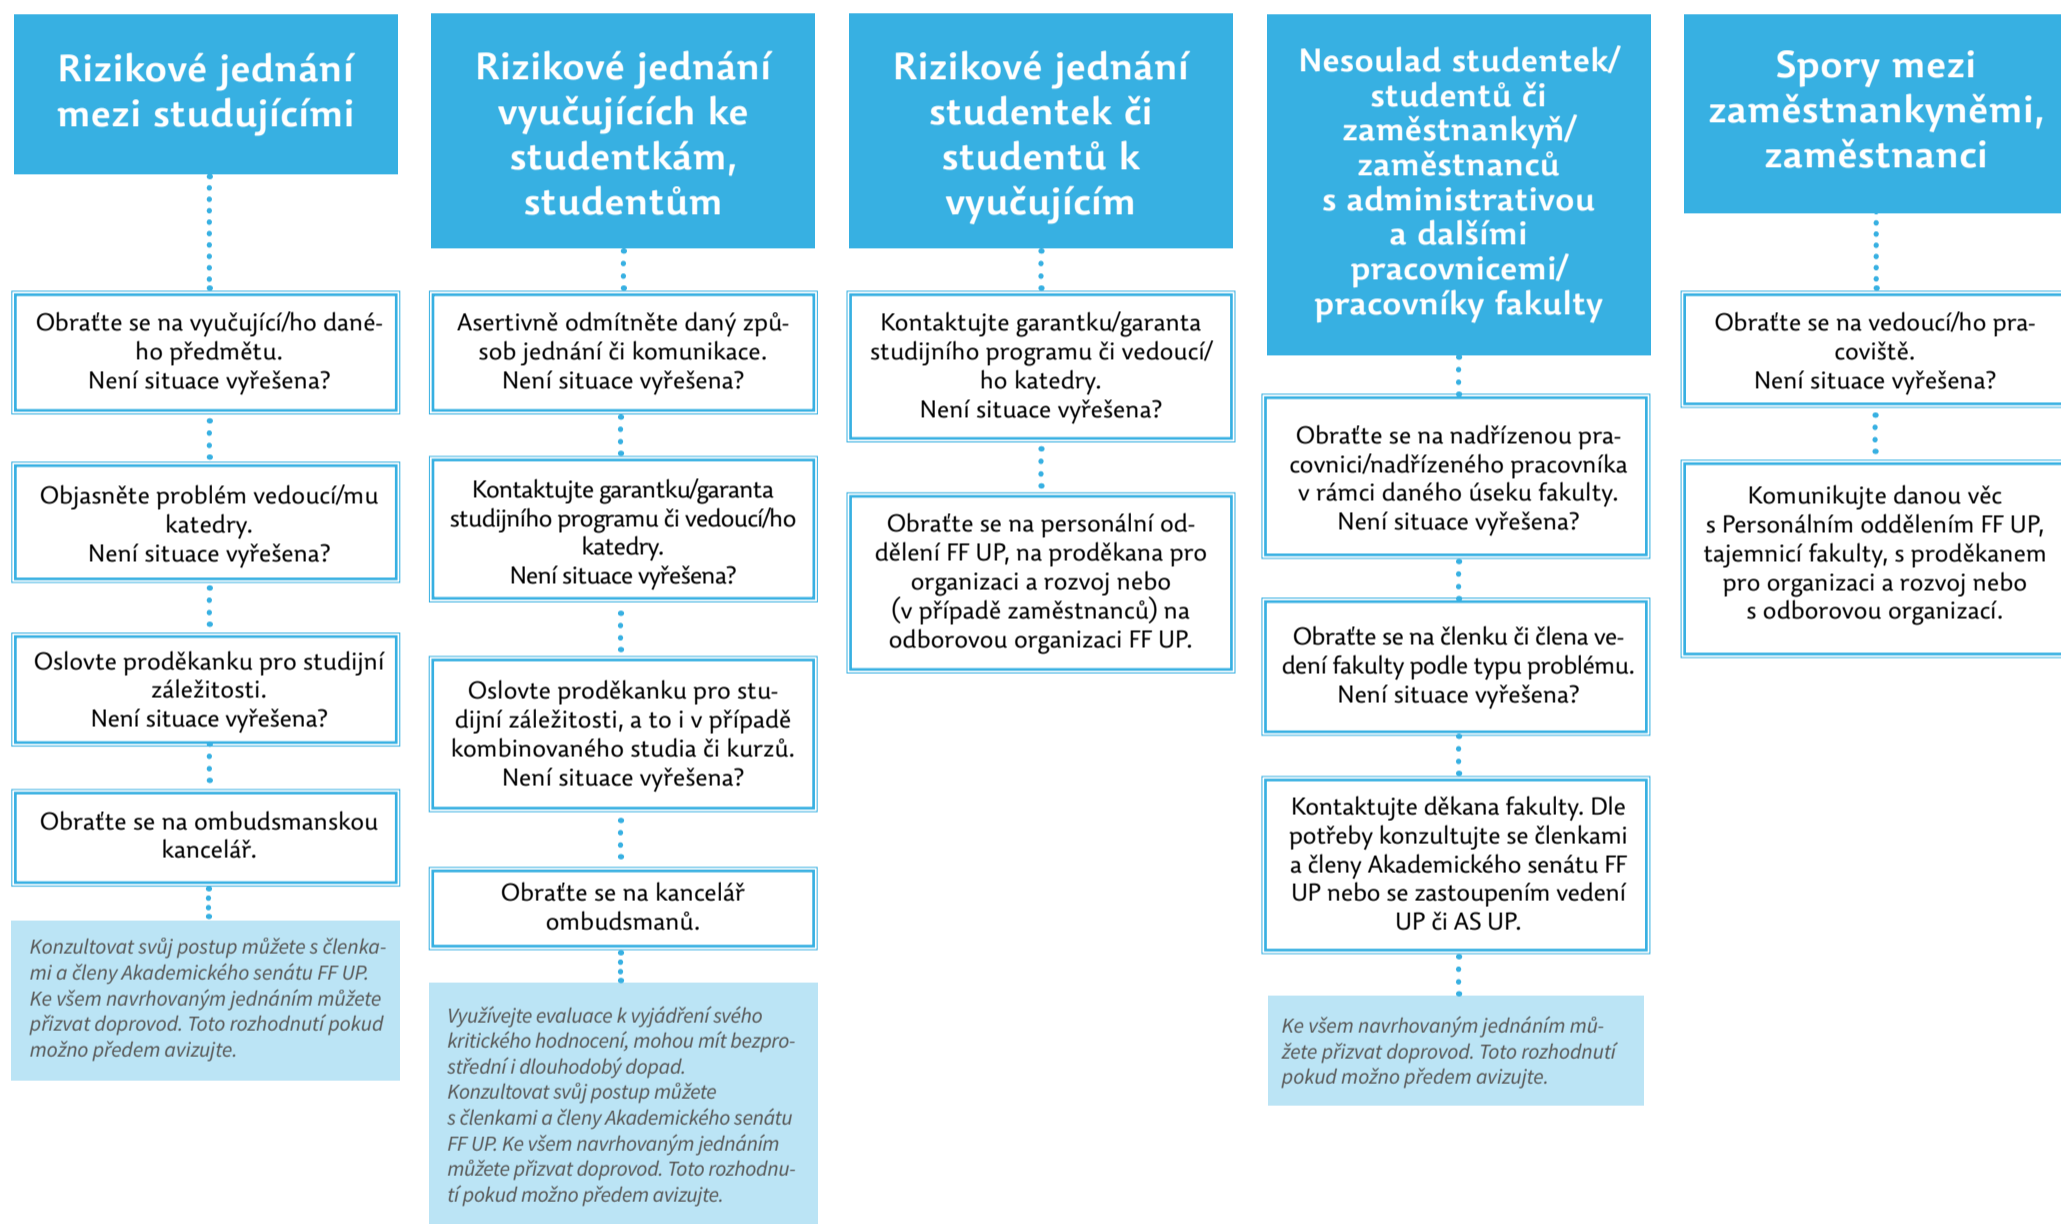 Rizikové jednání
mezi studujícími
Obraťte se na vyučující/ho dané-
ho předmětu.
Není situace vyřešena?
Objasněte problém vedoucí/mu
katedry.
Není situace vyřešena?
Oslovte proděkanku pro studijní
záležitosti.
Není situace vyřešena?
Obraťte se na ombudsmanskou
kancelář.
Konzultovat svůj postup můžete s členka-
mi a členy Akademického senátu FF UP.
Ke všem navrhovaným jednáním můžete
přizvat doprovod. Toto rozhodnutí pokud
možno předem avizujte.
Rizikové jednání
vyučujících ke
studentkám,
studentům
Asertivně odmítněte daný způ-
sob jednání či komunikace.
Není situace vyřešena?
Kontaktujte garantku/garanta
studijního programu či vedoucí/ho
katedry.
Není situace vyřešena?
Oslovte proděkanku pro stu-
dijní záležitosti, a to i v případě
kombinovaného studia či kurzů.
Není situace vyřešena?
Obraťte se na kancelář
ombudsmanů.
Využívejte evaluace k vyjádření svého
kritického hodnocení, mohou mít bezpro-
střední i dlouhodobý dopad.
Konzultovat svůj postup můžete
s členkami a členy Akademického senátu
FF UP. Ke všem navrhovaným jednáním
můžete přizvat doprovod. Toto rozhodnu-
tí pokud možno předem avizujte.
Rizikové jednání
studentek či
studentů k
vyučujícím
Kontaktujte garantku/garanta
studijního programu či vedoucí/
ho katedry.
Není situace vyřešena?
Obraťte se na personální od-
dělení FF UP, na proděkana pro
organizaci a rozvoj nebo
(v případě zaměstnanců) na
odborovou organizaci FF UP.
Nesoulad studentek/
studentů či
zaměstnankyň/
zaměstnanců
s administrativou
a dalšími
pracovnicemi/
pracovníky fakulty
Obraťte se na nadřízenou pra-
covnici/nadřízeného pracovníka
v rámci daného úseku fakulty.
Není situace vyřešena?
Obraťte se na členku či člena ve-
dení fakulty podle typu problému.
Není situace vyřešena?
Kontaktujte děkana fakulty. Dle
potřeby konzultujte se členkami
a členy Akademického senátu FF
UP nebo se zastoupením vedení
UP či AS UP.
Ke všem navrhovaným jednáním mů-
žete přizvat doprovod. Toto rozhodnutí
pokud možno předem avizujte.
Spory mezi
zaměstnankyněmi,
zaměstnanci
Obraťte se na vedoucí/ho pra-
coviště.
Není situace vyřešena?
Komunikujte danou věc
s Personálním oddělením FF UP,
tajemnicí fakulty, s proděkanem
pro organizaci a rozvoj nebo
s odborovou organizací.